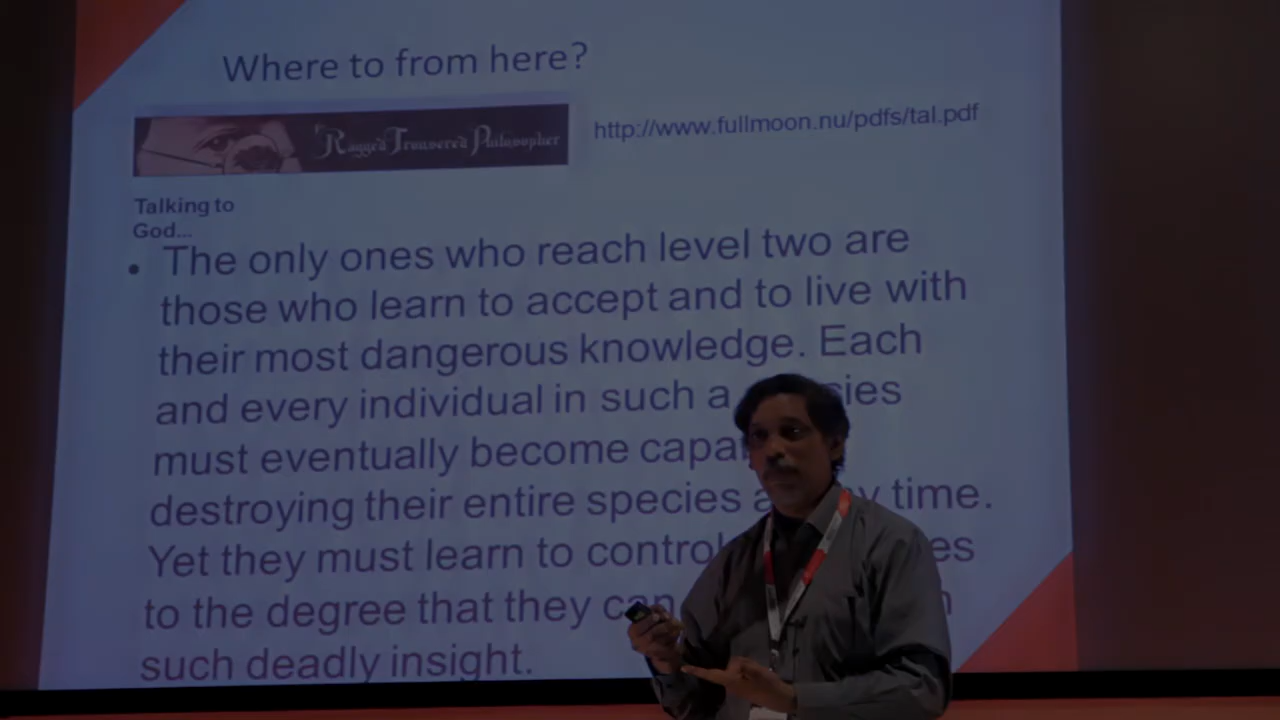 Where to from here?
Ragged Trousered Philosopher
http://www.fullmoon.nu/pdfs/tal.pdf
Talking to
God...
• The only ones who reach level two are
those who learn to accept and to live with
their most dangerous knowledge. Each
and every individual in such a
must eventually become
destroying their entire species time.
Yet they must learn to control
to the degree that they can
such deadly insight.